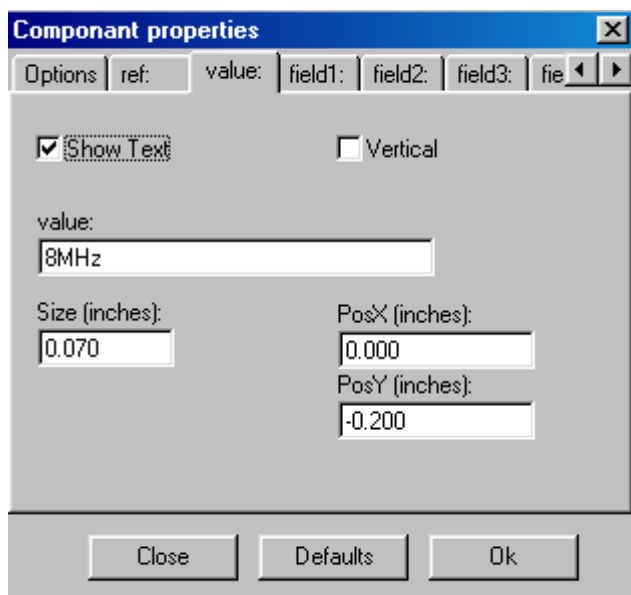 Componant properties
Options ref: value: field1: field2: field3: fie
Show Text Vertical
value:
8MHz
Size (inches): PosX (inches):
0.070 0.000
PosY (inches):
-0.200
Close Defaults Ok